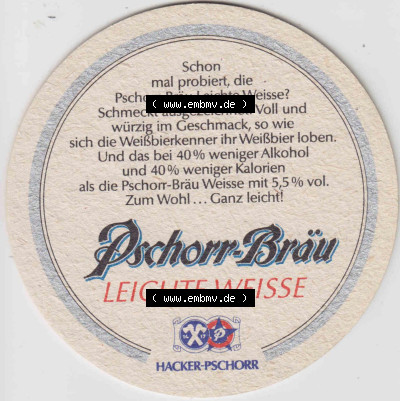 Schon
mal probiert, die
Pschorr-Bräu Leichte Weisse?
( www.embmv.de )
Schmeckt ausgezeichnet. Voll und
würzig im Geschmack, so wie
sich die Weißbierkenner ihr Weißbier loben.
Und das bei 40% weniger Alkohol
und 40% weniger Kalorien
als die Pschorr-Bräu Weisse mit 5,5% vol.
Zum Wohl ... Ganz leicht!
Pschorr-Bräu
LEICHTE WEISSE
( www.embmv.de )
HACKER-PSCHORR
( www.embmv.de )